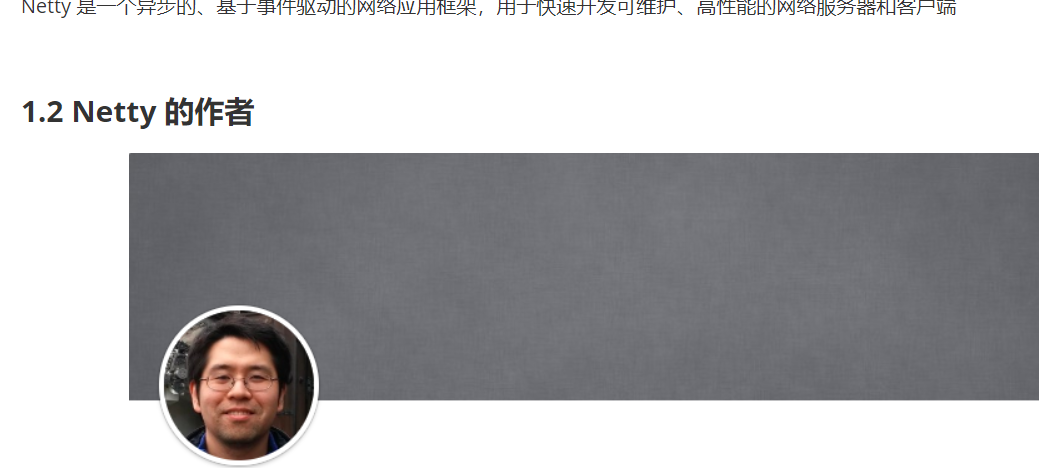 Netty 是一个异步的、基于事件驱动的网络应用框架，用于快速开发可维护、高性能的网络服务器和客户端
1.2 Netty 的作者